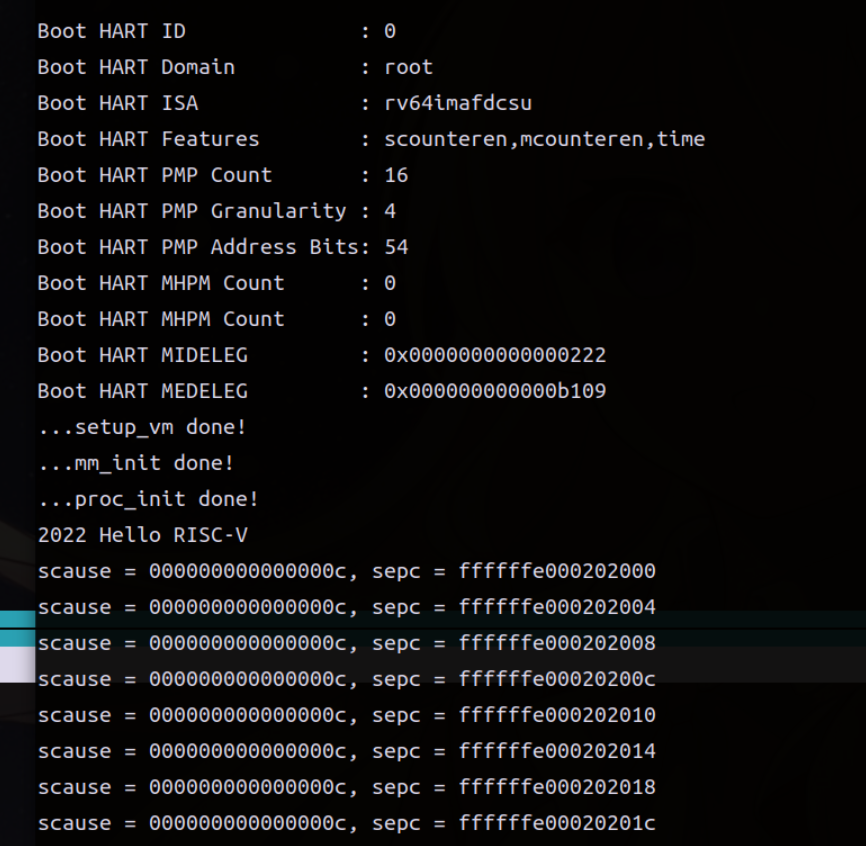 Boot HART ID              : 0
Boot HART Domain          : root
Boot HART ISA             : rv64imafdcsu
Boot HART Features        : scounteren,mcounteren,time
Boot HART PMP Count       : 16
Boot HART PMP Granularity : 4
Boot HART PMP Address Bits: 54
Boot HART MHPM Count      : 0
Boot HART MHPM Count      : 0
Boot HART MIDELEG         : 0x0000000000000222
Boot HART MEDELEG         : 0x000000000000b109
...setup_vm done!
...mm_init done!
...proc_init done!
2022 Hello RISC-V
scause = 000000000000000c, sepc = ffffffe000202000
scause = 000000000000000c, sepc = ffffffe000202004
scause = 000000000000000c, sepc = ffffffe000202008
scause = 000000000000000c, sepc = ffffffe00020200c
scause = 000000000000000c, sepc = ffffffe000202010
scause = 000000000000000c, sepc = ffffffe000202014
scause = 000000000000000c, sepc = ffffffe000202018
scause = 000000000000000c, sepc = ffffffe00020201c